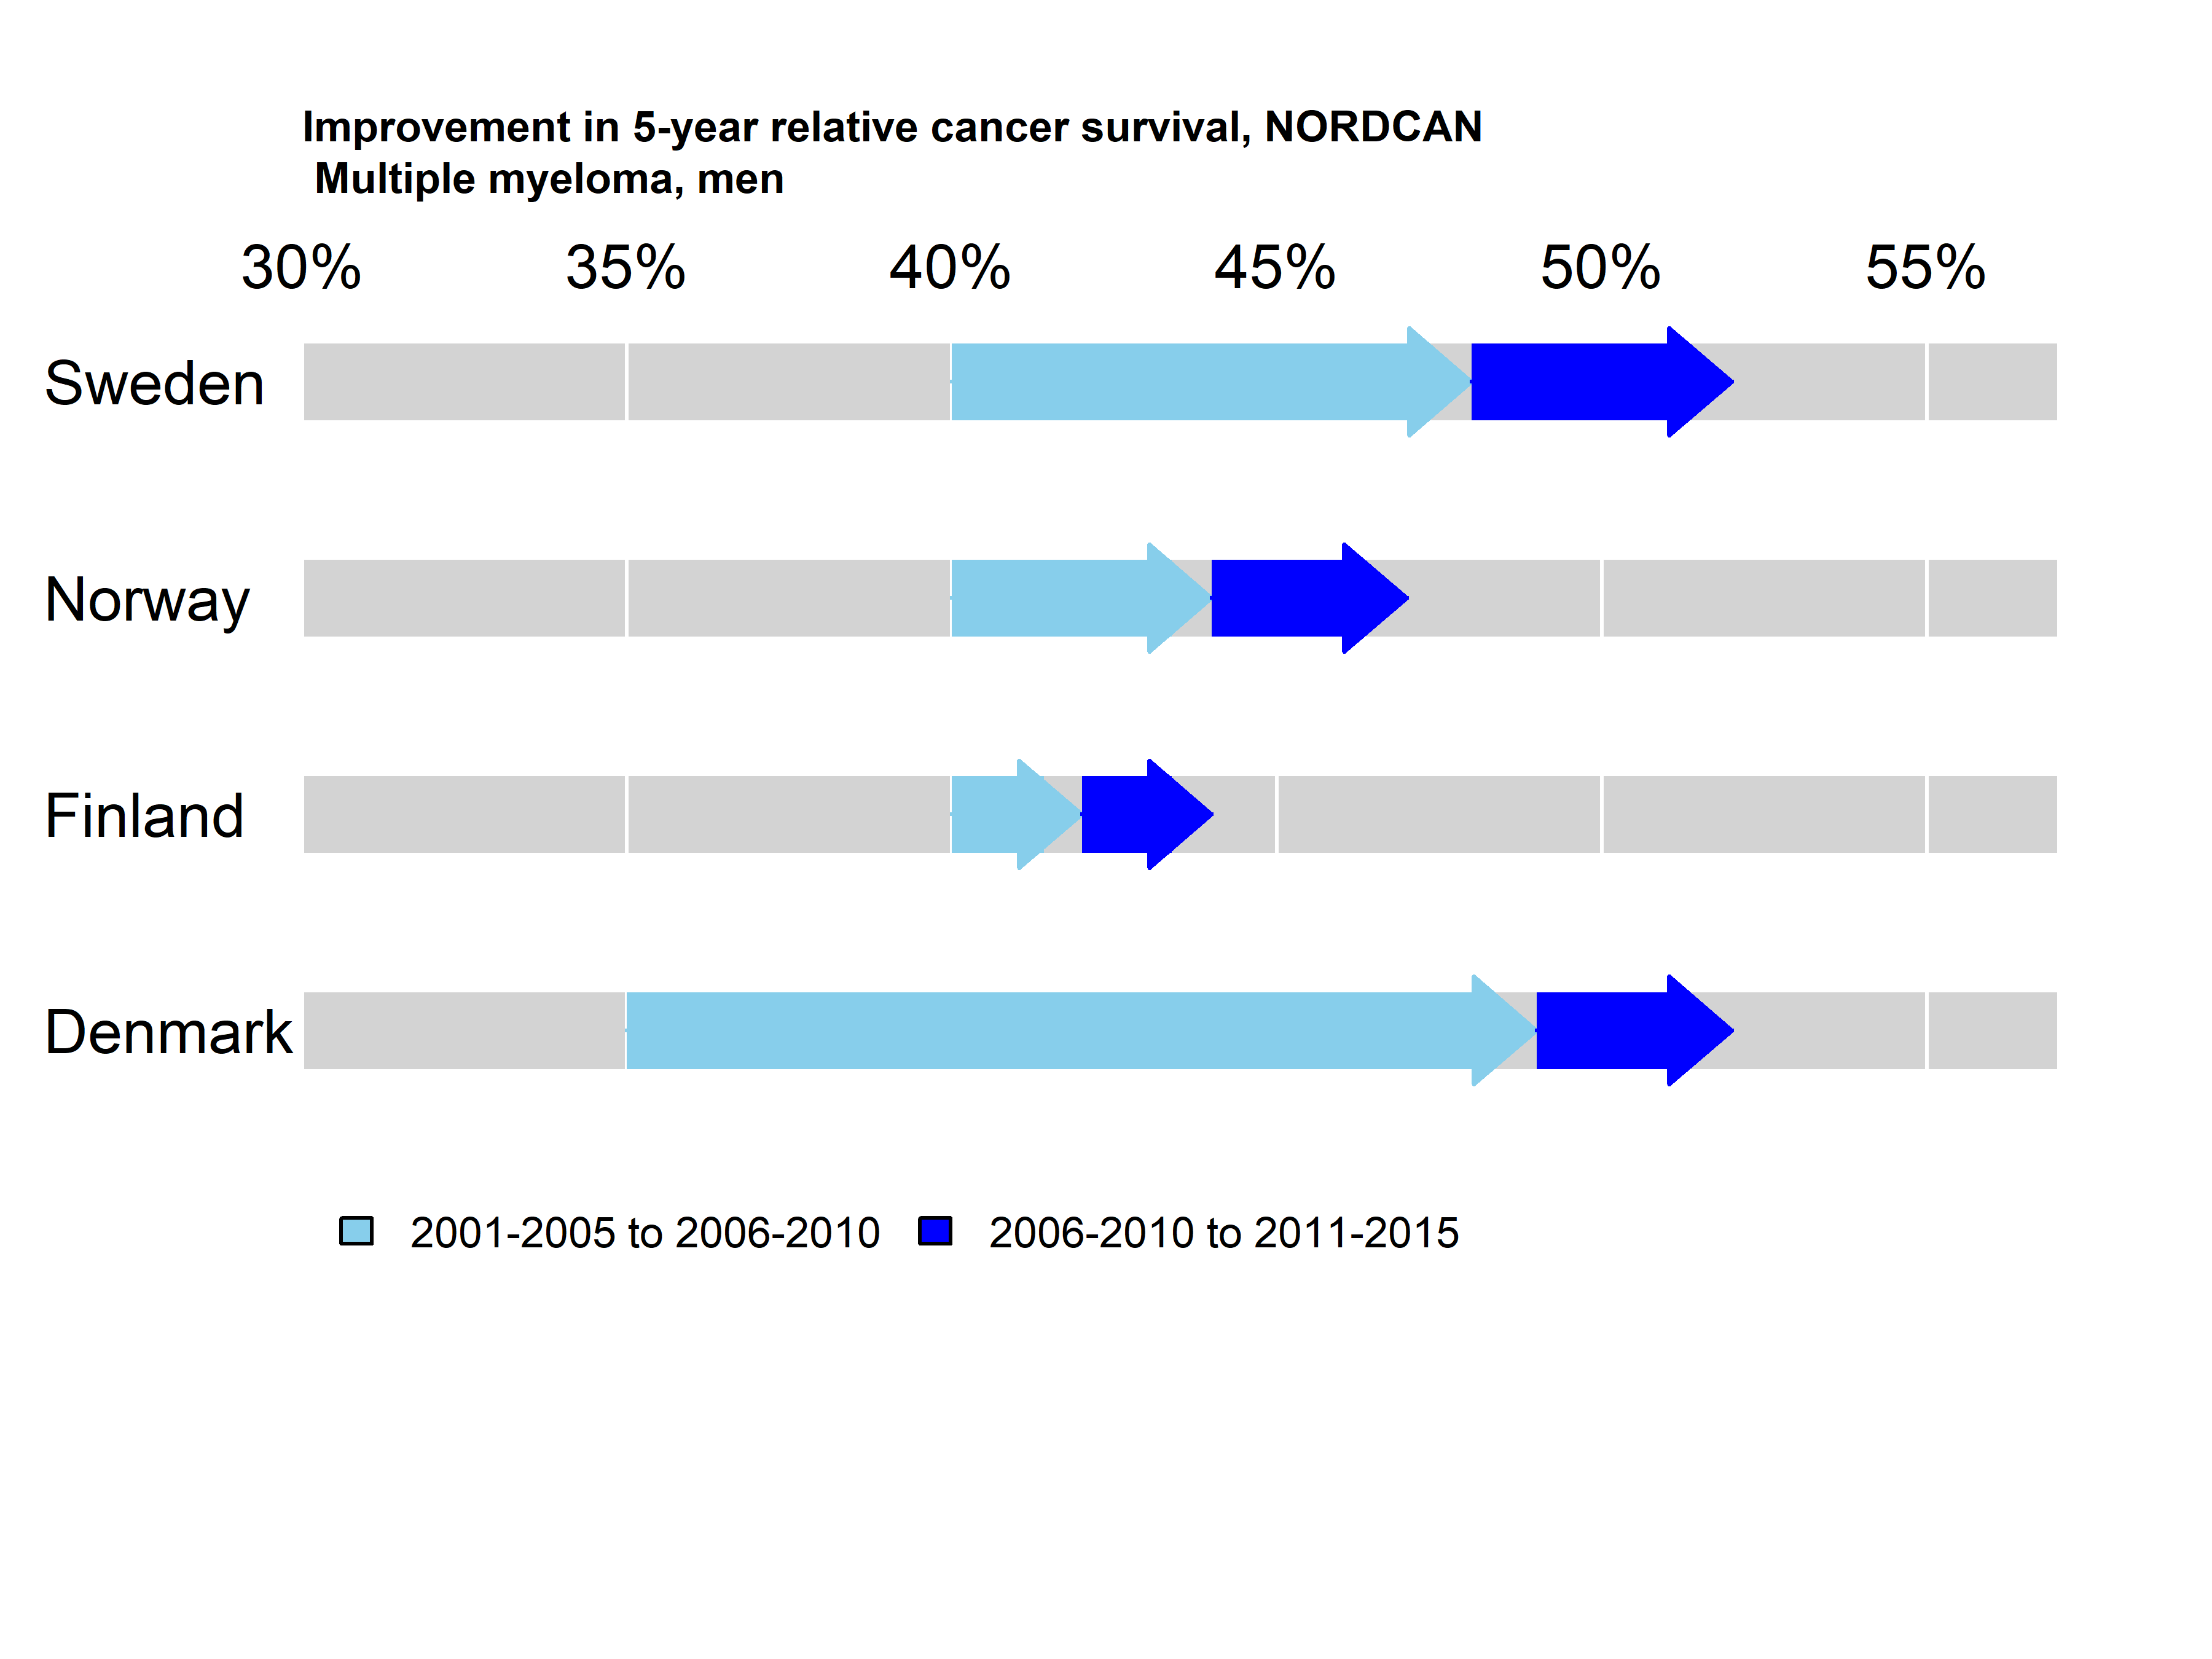 Improvement in 5-year relative cancer survival, NORDCAN
Multiple myeloma, men
30% 35% 40% 45% 50% 55%
Sweden
Norway
Finland
Denmark
2001-2005 to 2006-2010 2006-2010 to 2011-2015